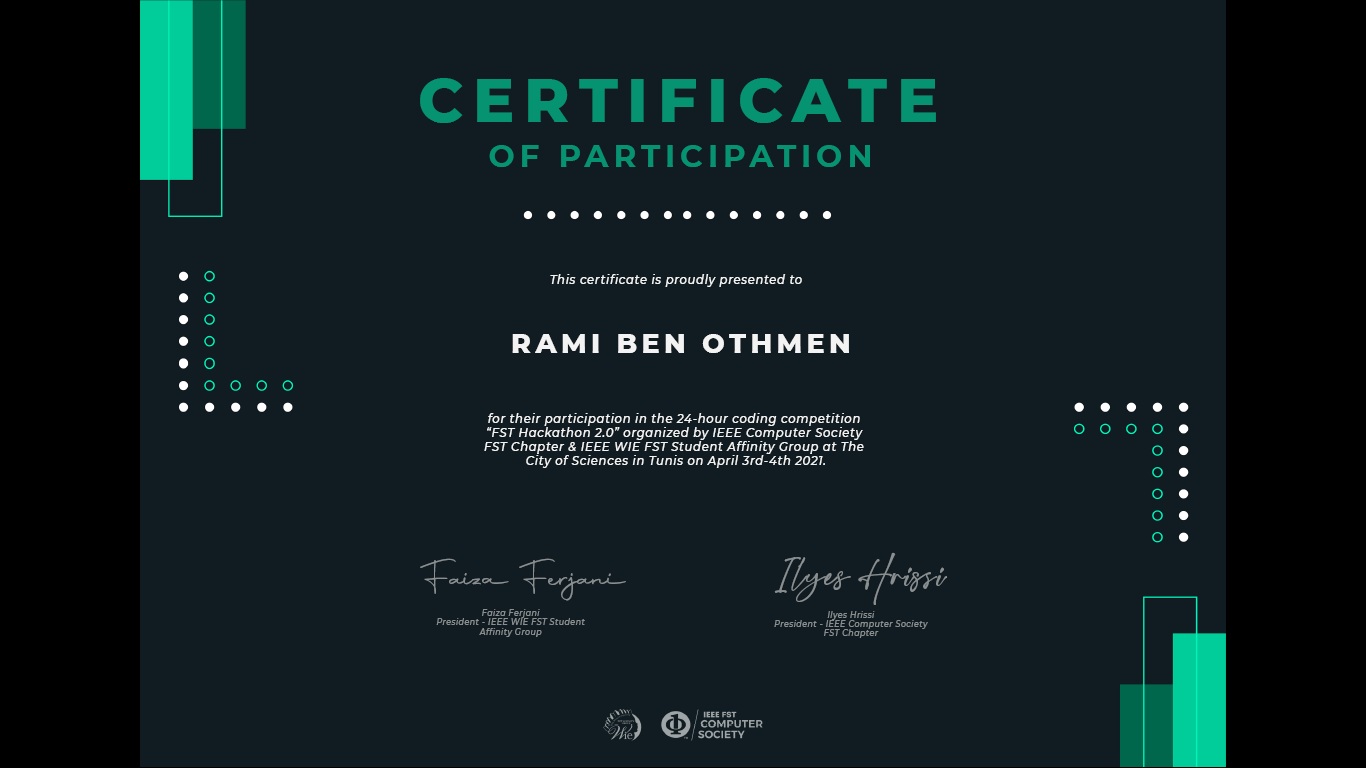 CERTIFICATE
OF PARTICIPATION
This certificate is proudly presented to
RAMI BEN OTHMEN
for their participation in the 24-hour coding competition
“FST Hackathon 2.0” organized by IEEE Computer Society
FST Chapter & IEEE WIE FST Student Affinity Group at The
City of Sciences in Tunis on April 3rd-4th 2021.
Faiza Ferjani
Faiza Ferjani
President - IEEE WIE FST Student
Affinity Group
Ilyes Hrissi
Ilyes Hrissi
President - IEEE Computer Society
FST Chapter
Wie
IEEE FST
COMPUTER
SOCIETY